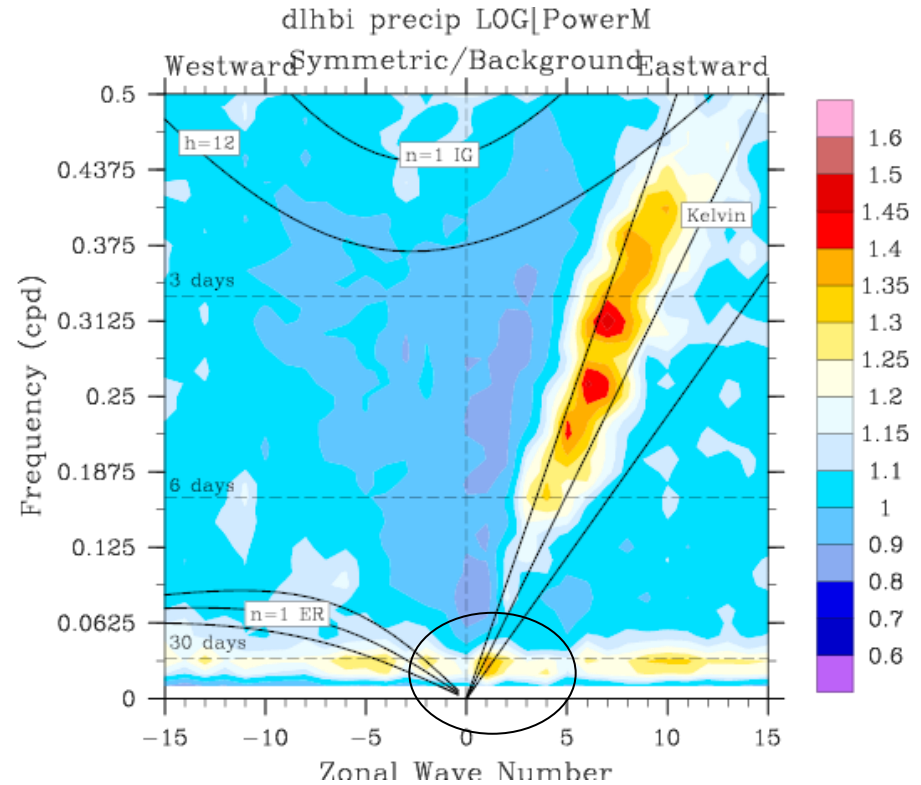 dlhbi precip LOG[PowerM
Westward Symmetric/Background Eastward
0.5
0.4375
0.375
0.3125
0.25
0.1875
0.125
0.0625
0
Frequency (cpd)
h=12
n=1 IG
Kelvin
3 days
6 days
n=1 ER
30 days
-15 -10 -5 0 5 10 15
Zonal Wave Number
1.6
1.5
1.45
1.4
1.35
1.3
1.25
1.2
1.15
1.1
1
0.9
0.8
0.7
0.6